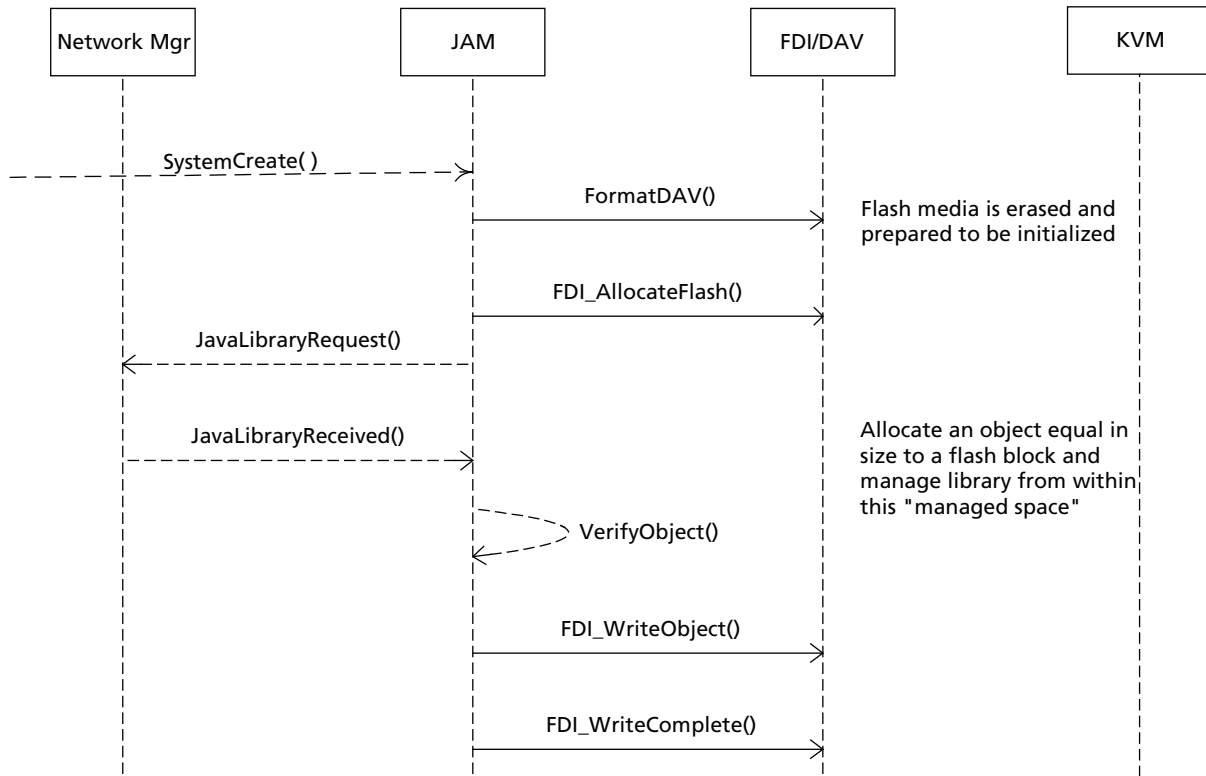 Network Mgr
JAM
FDI/DAV
KVM
SystemCreate( )
FormatDAV()
Flash media is erased and
prepared to be initialized
FDI_AllocateFlash()
JavaLibraryRequest()
JavaLibraryReceived()
Allocate an object equal in
size to a flash block and
manage library from within
this "managed space"
VerifyObject()
FDI_WriteObject()
FDI_WriteComplete()